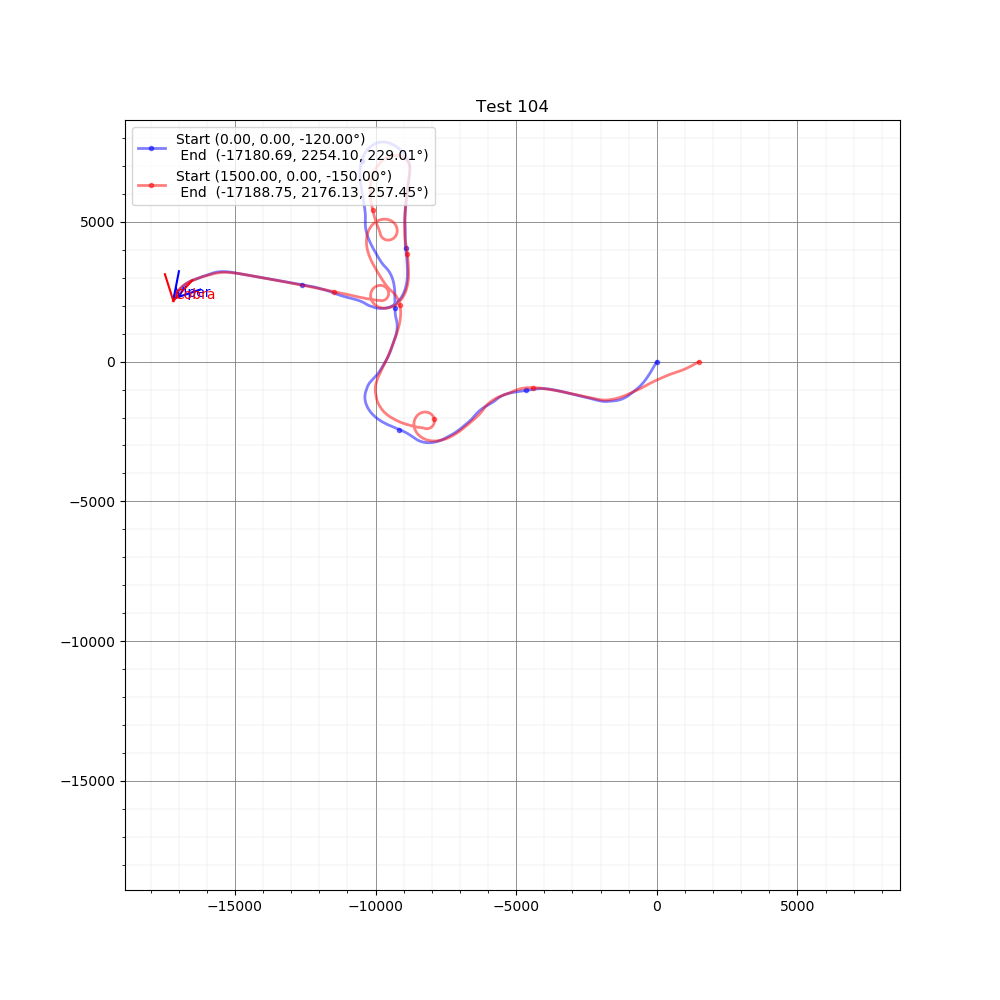 Test 104
Start (0.00, 0.00, -120.00°)
End (-17180.69, 2254.10, 229.01°)
Start (1500.00, 0.00, -150.00°)
End (-17188.75, 2176.13, 257.45°)
5000
0
−5000
−10000
−15000
−15000
−10000
−5000
0
5000